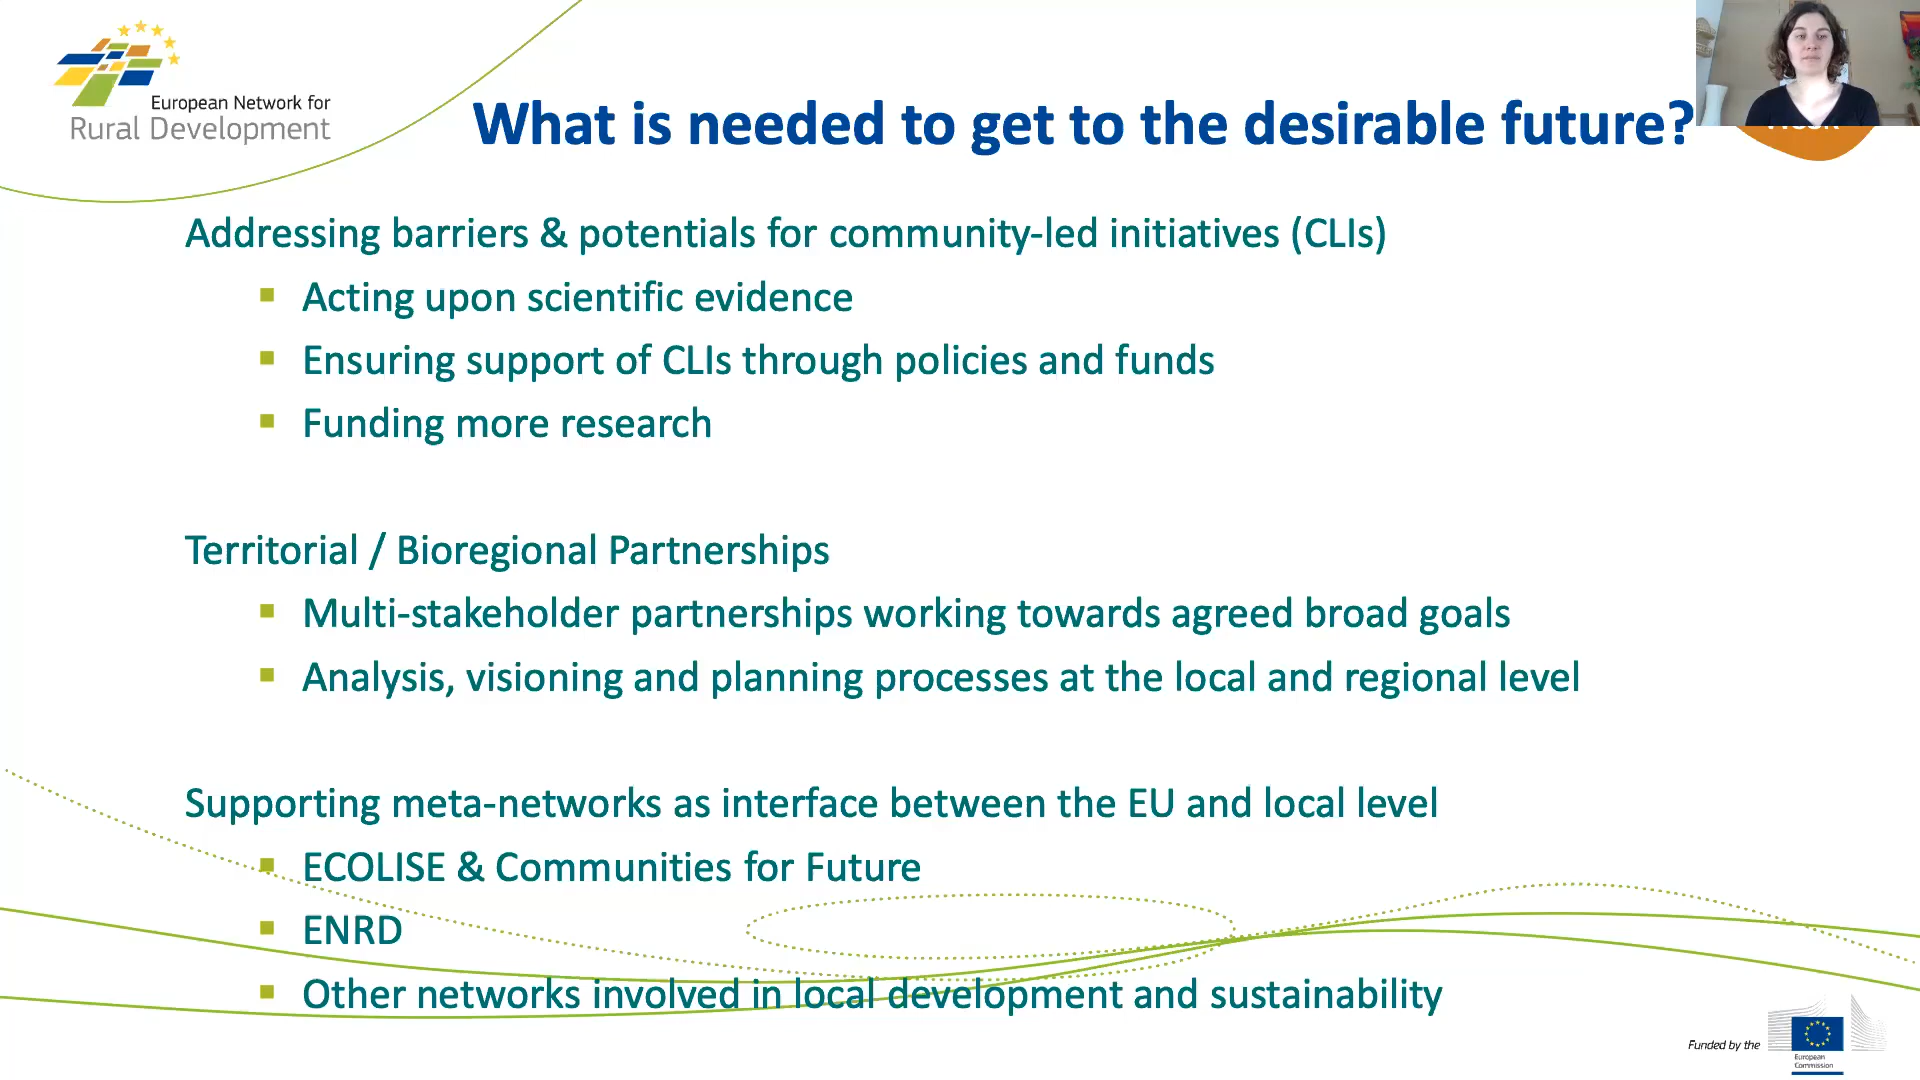 European Network for
Rural Development
What is needed to get to the desirable future?
Addressing barriers & potentials for community-led initiatives (CLIs)
Acting upon scientific evidence
Ensuring support of CLIs through policies and funds
Funding more research
Territorial / Bioregional Partnerships
Multi-stakeholder partnerships working towards agreed broad goals
Analysis, visioning and planning processes at the local and regional level
Supporting meta-networks as interface between the EU and local level
ECOLISE & Communities for Future
ENRD
Other networks involved in local development and sustainability
Funded by the
European
Commission